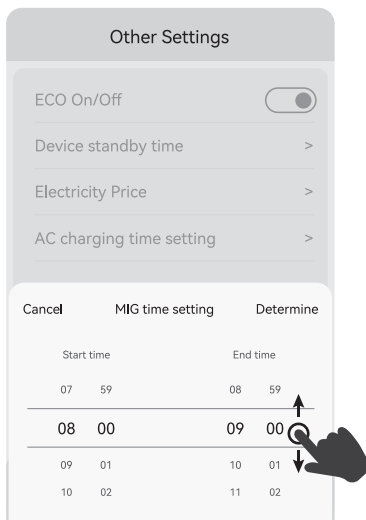 Other Settings
ECO On/Off
Device standby time >
Electricity Price >
AC charging time setting >
Cancel MIG time setting Determine
Start time End time
07 59 08 59
08 00 09 00
09 01 10 01
10 02 11 02